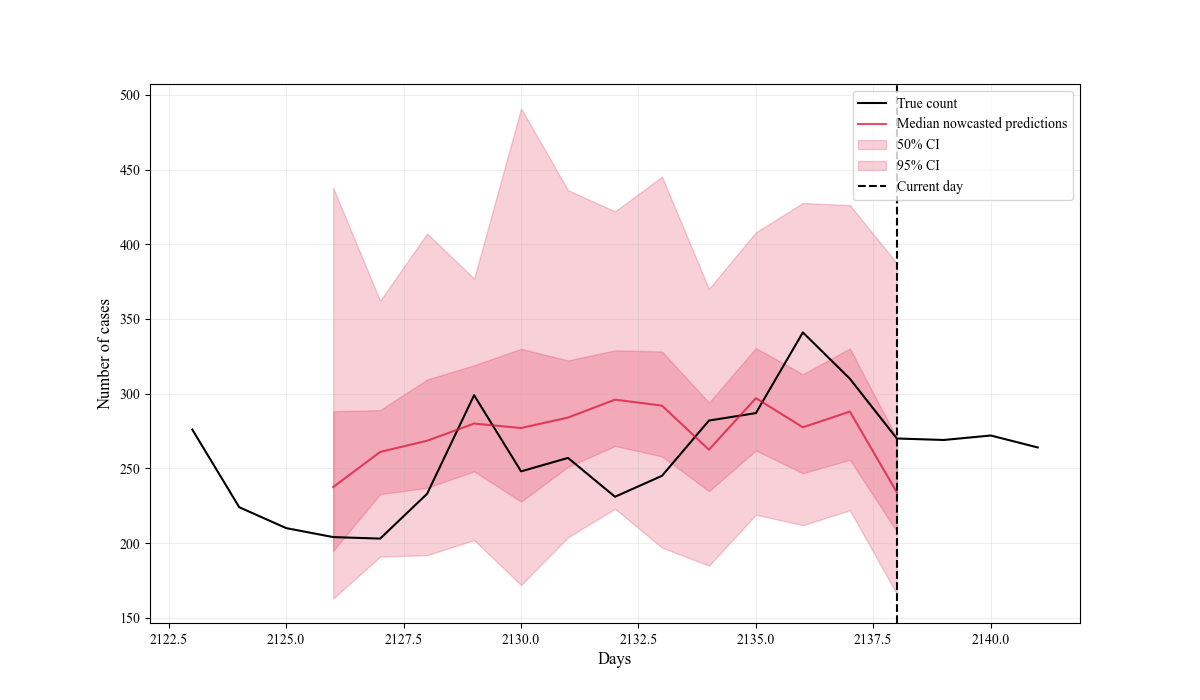 500
450
400
350
300
250
200
150
Number of cases
True count
Median nowcasted predictions
50% CI
95% CI
Current day
2122.5 2125.0 2127.5 2130.0 2132.5 2135.0 2137.5 2140.0
Days